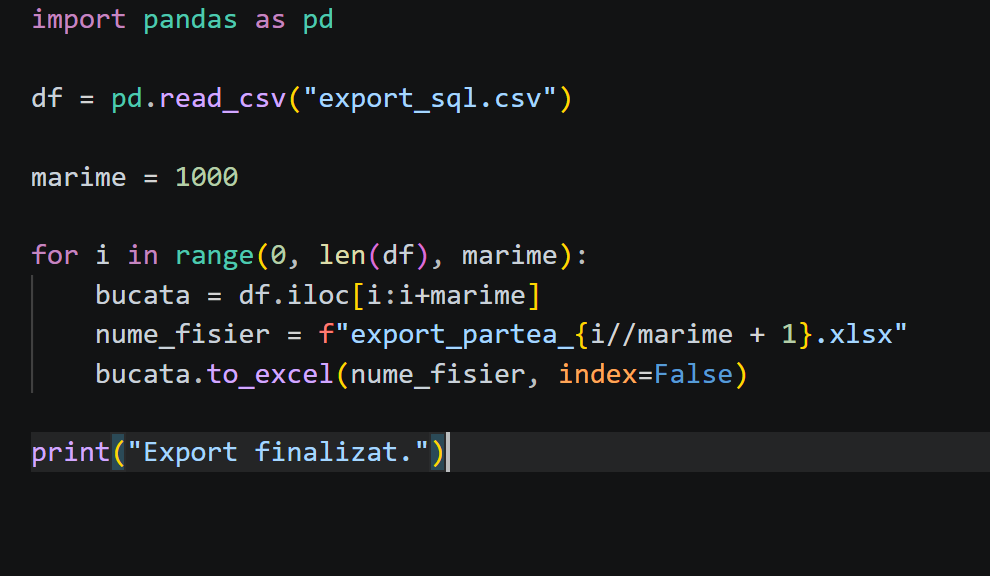 import pandas as pd
df = pd.read_csv("export_sql.csv")
marime = 1000
for i in range(0, len(df), marime):
    bucata = df.iloc[i:i+marime]
    nume_fisier = f"export_partea_{i//marime + 1}.xlsx"
    bucata.to_excel(nume_fisier, index=False)
print("Export finalizat.")